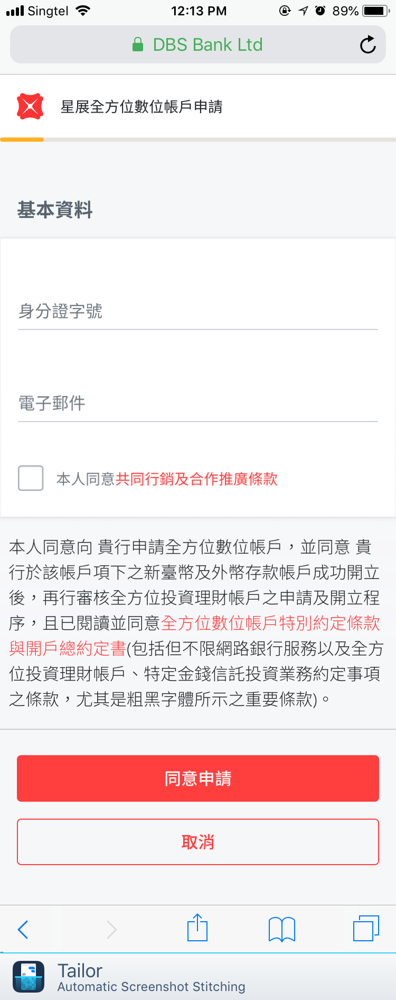 Singtel 12:13 PM 89%
DBS Bank Ltd
星展全方位數位帳戶申請
基本資料
身分證字號
電子郵件
本人同意共同行銷及合作推廣條款
本人同意向 貴行申請全方位數位帳戶，並同意 貴
行於該帳戶項下之新臺幣及外幣存款帳戶成功開立
後，再行審核全方位投資理財帳戶之申請及開立程
序，且已閱讀並同意全方位數位帳戶特別約定條款
與開戶總約定書(包括但不限網路銀行服務以及全方
位投資理財帳戶、特定金錢信託投資業務約定事項
之條款，尤其是粗黑字體所示之重要條款)。
同意申請
取消
Tailor
Automatic Screenshot Stitching